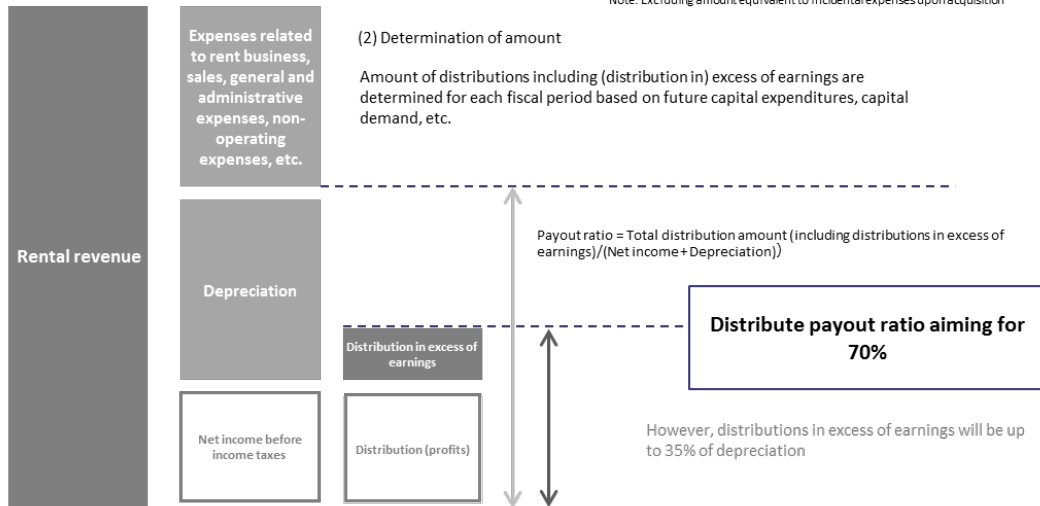 Note: Excluding amount equivalent to incidental expenses upon acquisition
Expenses related
to rent business,
sales, general and
administrative
expenses, non-
operating
expenses, etc.
(2) Determination of amount
Amount of distributions including (distribution in) excess of earnings are
determined for each fiscal period based on future capital expenditures, capital
demand, etc.
Rental revenue
Depreciation
Payout ratio = Total distribution amount (including distributions in excess of
earnings)/(Net income+Depreciation))
Distribution in excess of
earnings
Distribute payout ratio aiming for
70%
Net income before
income taxes
Distribution (profits)
However, distributions in excess of earnings will be up
to 35% of depreciation